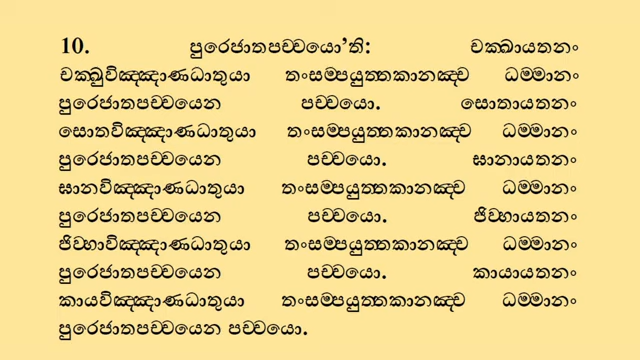 10. පුරෙජාතපච්චයො’ති: චක්ඛායතනං
චක්ඛුවිඤ්ඤාණධාතුයා තංසම්පයුත්තකානඤ්ච ධම්මානං
පුරෙජාතපච්චයෙන පච්චයො. සොතායතනං
සොතවිඤ්ඤාණධාතුයා තංසම්පයුත්තකානඤ්ච ධම්මානං
පුරෙජාතපච්චයෙන පච්චයො. ඝානායතනං
ඝානවිඤ්ඤාණධාතුයා තංසම්පයුත්තකානඤ්ච ධම්මානං
පුරෙජාතපච්චයෙන පච්චයො. ජිව්හායතනං
ජිව්හාවිඤ්ඤාණධාතුයා තංසම්පයුත්තකානඤ්ච ධම්මානං
පුරෙජාතපච්චයෙන පච්චයො. කායායතනං
කායවිඤ්ඤාණධාතුයා තංසම්පයුත්තකානඤ්ච ධම්මානං
පුරෙජාතපච්චයෙන පච්චයො.